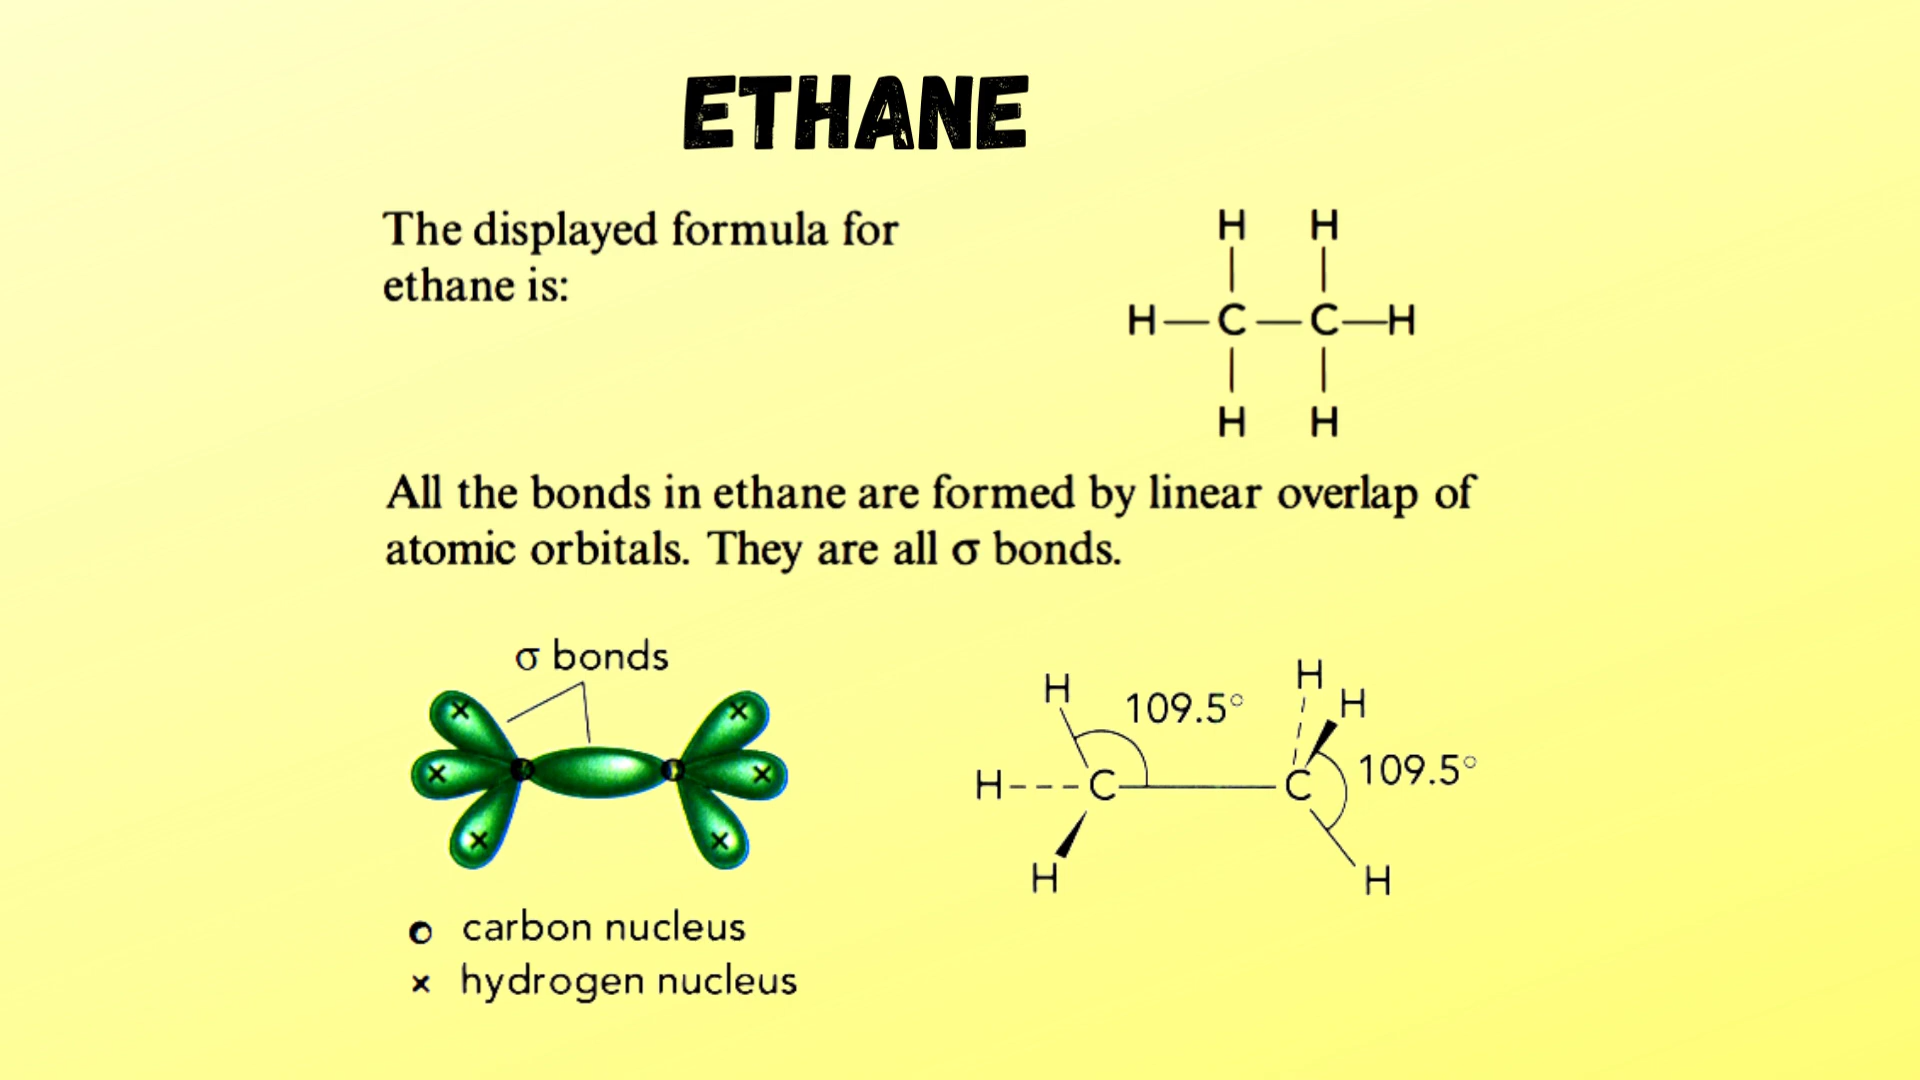 ETHANE
The displayed formula for
ethane is:
H H
H C C H
H H
All the bonds in ethane are formed by linear overlap of
atomic orbitals. They are all σ bonds.
σ bonds
x x
x x
x x
o carbon nucleus
x hydrogen nucleus
H 109.5° H H
H C C 109.5°
H H